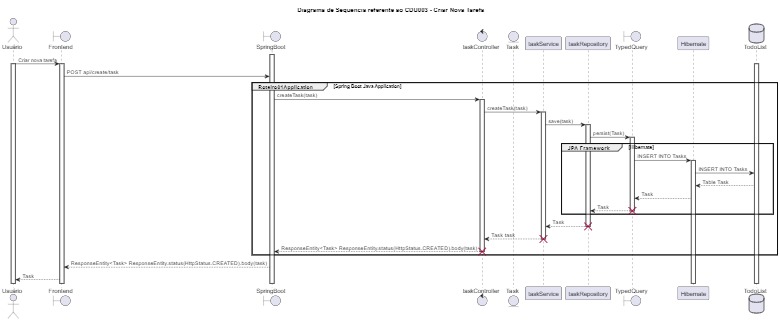 Diagrama de Sequência referente ao CDU003 - Criar Nova Tarefa
Usuário
Frontend
SpringBoot
taskController
Task
taskService
taskRepository
TypedQuery
Hibernate
TodoList
Criar nova tarefa
POST api/create/task
Roteiro01Application
[Spring Boot Java Application]
createTask(task)
createTask(task)
save(task)
persist(Task)
JPA Framework
[Hibernate]
INSERT INTO Tasks
INSERT INTO Tasks
Table Task
Task
Task
Task
Task task
ResponseEntity<Task> ResponseEntity.status(HttpStatus.CREATED).body(task)
ResponseEntity<Task> ResponseEntity.status(HttpStatus.CREATED).body(task)
Task
Usuário
Frontend
SpringBoot
taskController
Task
taskService
taskRepository
TypedQuery
Hibernate
TodoList